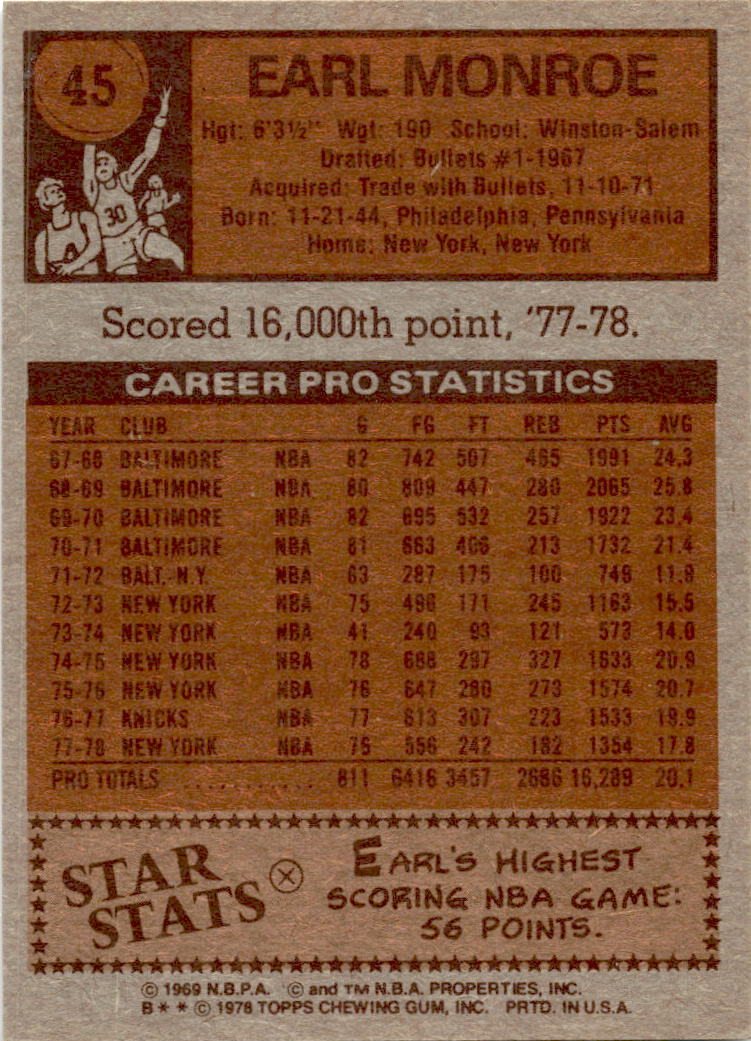 45
EARL MONROE
Hgt: 6'3½" Wgt: 190 School: Winston-Salem
Drafted: Bullets #1-1967
Acquired: Trade with Bullets, 11-10-71
Born: 11-21-44, Philadelphia, Pennsylvania
Home: New York, New York
30
Scored 16,000th point, '77-78.
CAREER PRO STATISTICS
YEAR CLUB G FG FT REB PTS AVG
67-68 BALTIMORE NBA 82 742 507 465 1991 24.3
68-69 BALTIMORE NBA 80 809 447 280 2065 25.8
69-70 BALTIMORE NBA 82 695 532 257 1922 23.4
70-71 BALTIMORE NBA 81 663 406 213 1732 21.4
71-72 BALT.-N.Y. NBA 63 287 175 100 749 11.9
72-73 NEW YORK NBA 75 496 171 245 1163 15.5
73-74 NEW YORK NBA 41 240 93 121 573 14.0
74-75 NEW YORK NBA 78 668 297 327 1633 20.9
75-76 NEW YORK NBA 76 647 280 273 1574 20.7
76-77 KNICKS NBA 77 613 307 223 1533 19.9
77-78 NEW YORK NBA 75 556 242 182 1354 17.8
PRO TOTALS ............ 811 6416 3457 2686 16,289 20.1
STAR STATS
EARL'S HIGHEST
SCORING NBA GAME:
56 POINTS.
© 1969 N.B.P.A. © and TM N.B.A. PROPERTIES, INC.
B * * © 1978 TOPPS CHEWING GUM, INC. PRTD. IN U.S.A.